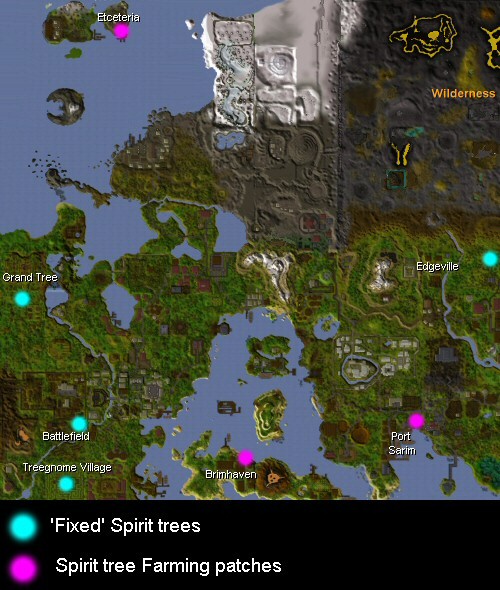 Etceteria
Wilderness
Edgeville
Grand Tree
Battlefield
Port
Sarim
Treegnome Village
Brimhaven
'Fixed' Spirit trees
Spirit tree Farming patches